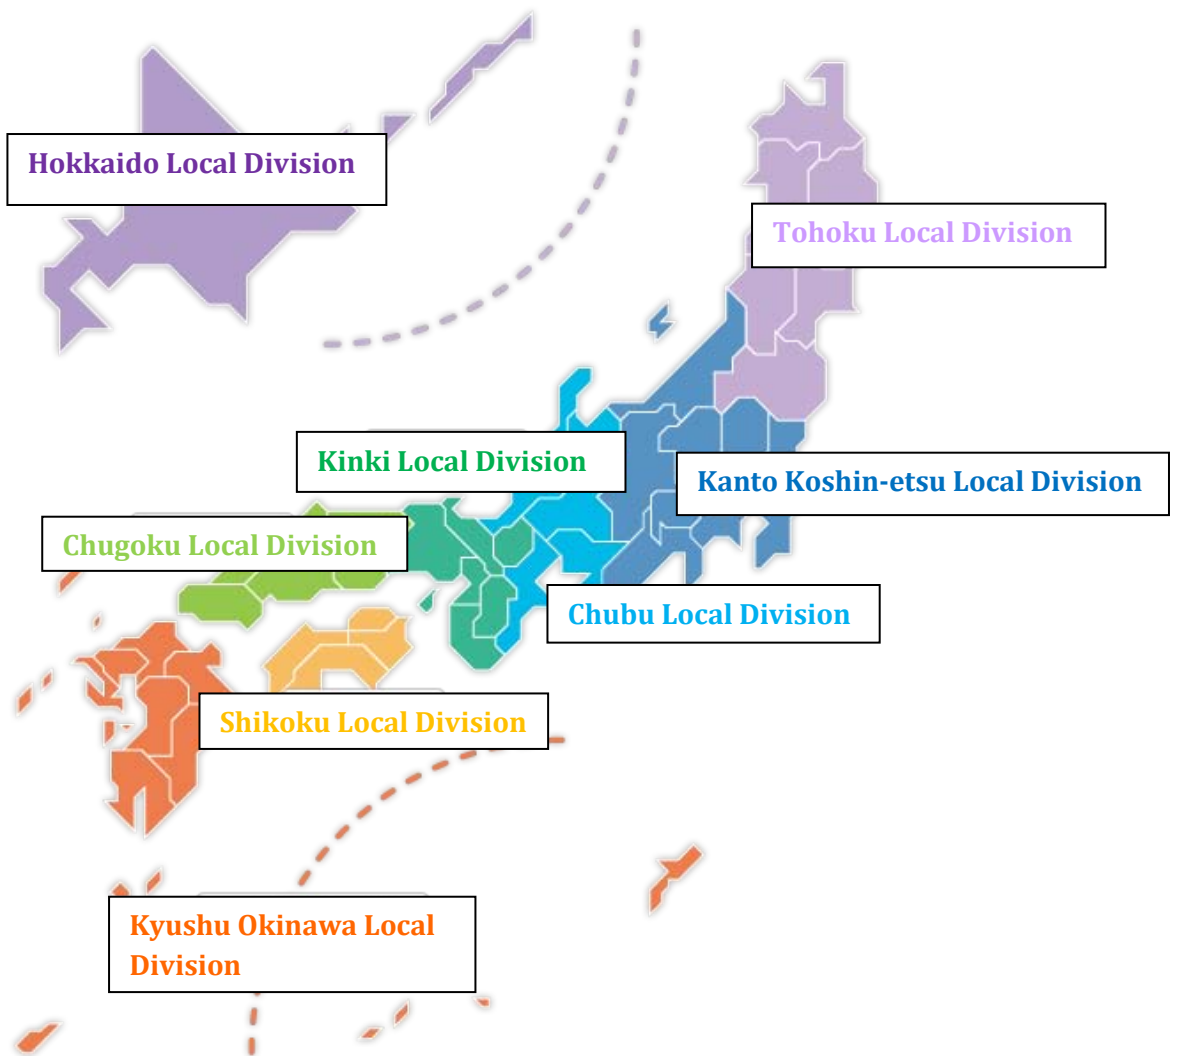 Hokkaido Local Division
Tohoku Local Division
Kinki Local Division
Kanto Koshin-etsu Local Division
Chugoku Local Division
Chubu Local Division
Shikoku Local Division
Kyushu Okinawa Local
Division